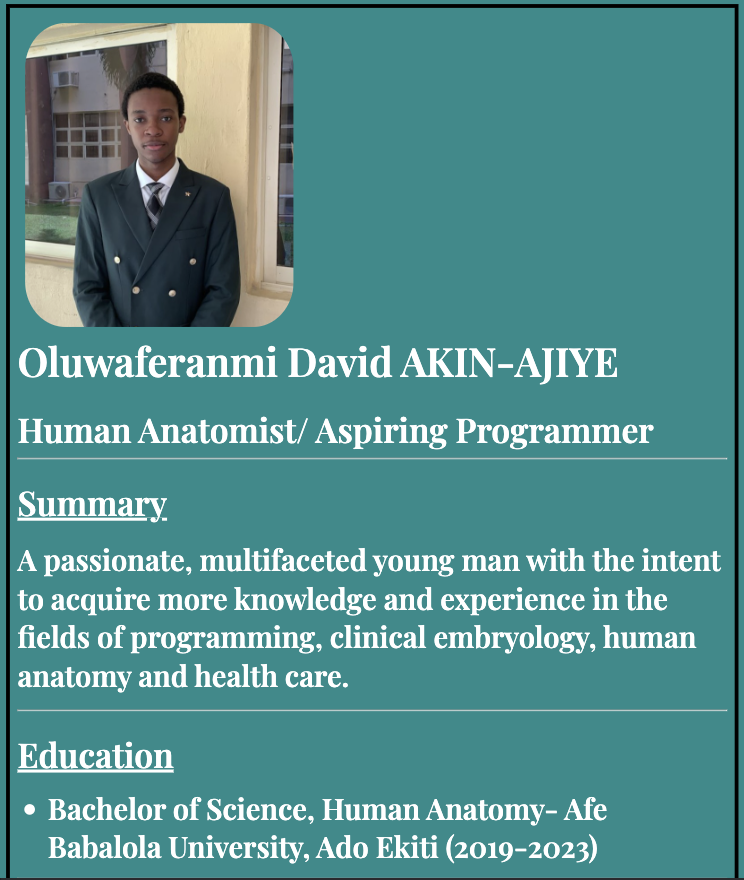 Oluwaferanmi David AKIN-AJIYE
Human Anatomist/ Aspiring Programmer
Summary
A passionate, multifaceted young man with the intent
to acquire more knowledge and experience in the
fields of programming, clinical embryology, human
anatomy and health care.
Education
• Bachelor of Science, Human Anatomy- Afe
Babalola University, Ado Ekiti (2019-2023)